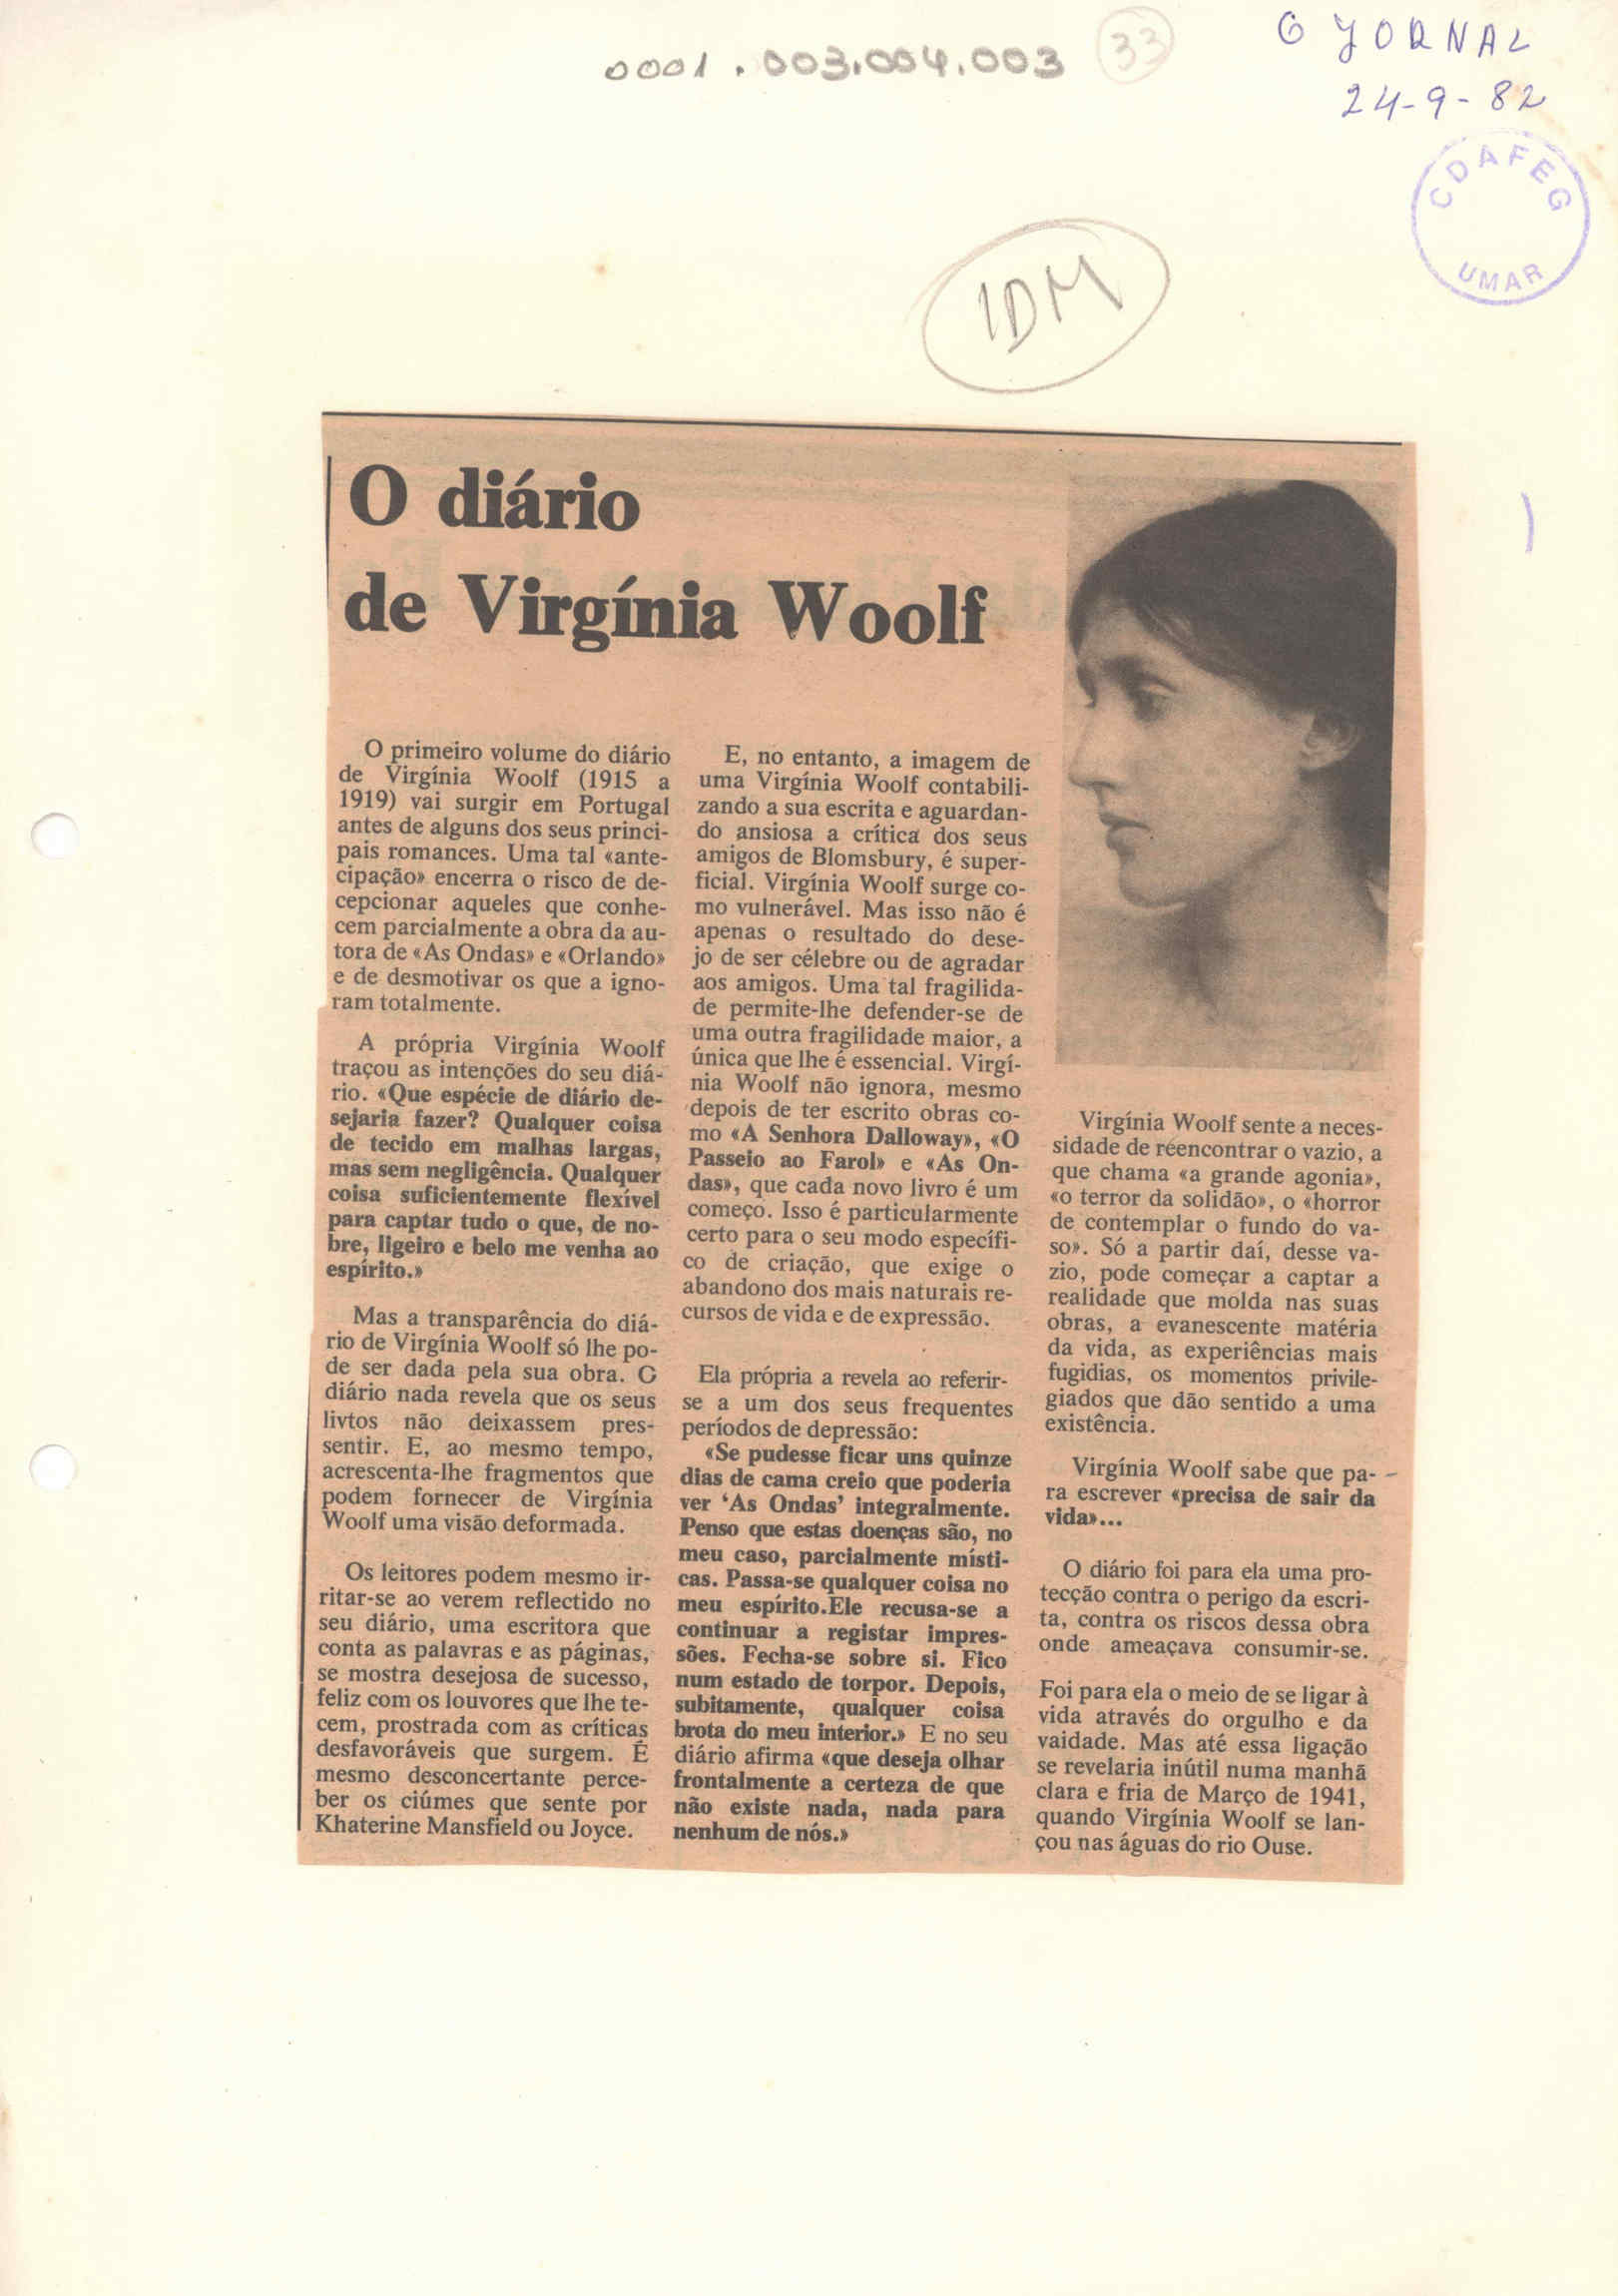 0001.003.004.003
33
O JORNAL
24-9-82
CDAFEG
UMAR
IDM
O diário
de Virgínia Woolf
O primeiro volume do diário
de Virgínia Woolf (1915 a
1919) vai surgir em Portugal
antes de alguns dos seus princi-
pais romances. Uma tal «ante-
cipação» encerra o risco de de-
cepcionar aqueles que conhe-
cem parcialmente a obra da au-
tora de «As Ondas» e «Orlando»
e de desmotivar os que a igno-
ram totalmente.
A própria Virgínia Woolf
traçou as intenções do seu diá-
rio. «Que espécie de diário de-
sejaria fazer? Qualquer coisa
de tecido em malhas largas,
mas sem negligência. Qualquer
coisa suficientemente flexível
para captar tudo o que, de no-
bre, ligeiro e belo me venha ao
espírito.»
Mas a transparência do diá-
rio de Virgínia Woolf só lhe po-
de ser dada pela sua obra. O
diário nada revela que os seus
livtos não deixassem pres-
sentir. E, ao mesmo tempo,
acrescenta-lhe fragmentos que
podem fornecer de Virgínia
Woolf uma visão deformada.
Os leitores podem mesmo ir-
ritar-se ao verem reflectido no
seu diário, uma escritora que
conta as palavras e as páginas,
se mostra desejosa de sucesso,
feliz com os louvores que lhe te-
cem, prostrada com as críticas
desfavoráveis que surgem. É
mesmo desconcertante perce-
ber os ciúmes que sente por
Khaterine Mansfield ou Joyce.
E, no entanto, a imagem de
uma Virgínia Woolf contabili-
zando a sua escrita e aguardan-
do ansiosa a crítica dos seus
amigos de Blomsbury, é super-
ficial. Virgínia Woolf surge co-
mo vulnerável. Mas isso não é
apenas o resultado do dese-
jo de ser célebre ou de agradar
aos amigos. Uma tal fragilida-
de permite-lhe defender-se de
uma outra fragilidade maior, a
única que lhe é essencial. Virgí-
nia Woolf não ignora, mesmo
depois de ter escrito obras co-
mo «A Senhora Dalloway», «O
Passeio ao Farol» e «As On-
das», que cada novo livro é um
começo. Isso é particularmente
certo para o seu modo específi-
co de criação, que exige o
abandono dos mais naturais re-
cursos de vida e de expressão.
Ela própria a revela ao referir-
se a um dos seus frequentes
períodos de depressão:
«Se pudesse ficar uns quinze
dias de cama creio que poderia
ver ‘As Ondas’ integralmente.
Penso que estas doenças são, no
meu caso, parcialmente místi-
cas. Passa-se qualquer coisa no
meu espírito.Ele recusa-se a
continuar a registar impres-
sões. Fecha-se sobre si. Fico
num estado de torpor. Depois,
subitamente, qualquer coisa
brota do meu interior.» E no seu
diário afirma «que deseja olhar
frontalmente a certeza de que
não existe nada, nada para
nenhum de nós.»
Virgínia Woolf sente a neces-
sidade de reencontrar o vazio, a
que chama «a grande agonia»,
«o terror da solidão», o «horror
de contemplar o fundo do va-
so». Só a partir daí, desse va-
zio, pode começar a captar a
realidade que molda nas suas
obras, a evanescente matéria
da vida, as experiências mais
fugidias, os momentos privile-
giados que dão sentido a uma
existência.
Virgínia Woolf sabe que pa-
ra escrever «precisa de sair da
vida»...
O diário foi para ela uma pro-
tecção contra o perigo da escri-
ta, contra os riscos dessa obra
onde ameaçava consumir-se.
Foi para ela o meio de se ligar à
vida através do orgulho e da
vaidade. Mas até essa ligação
se revelaria inútil numa manhã
clara e fria de Março de 1941,
quando Virgínia Woolf se lan-
çou nas águas do rio Ouse.